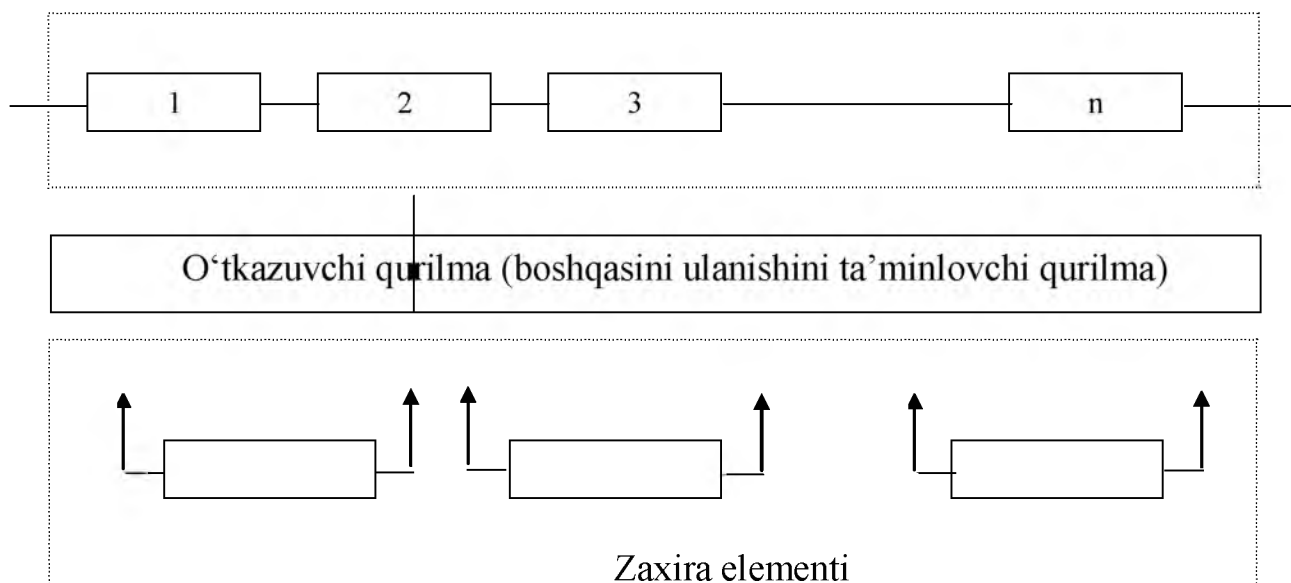 1 2 3 n
O‘tkazuvchi qurilma (boshqasini ulanishini ta’minlovchi qurilma)
Zaxira elementi